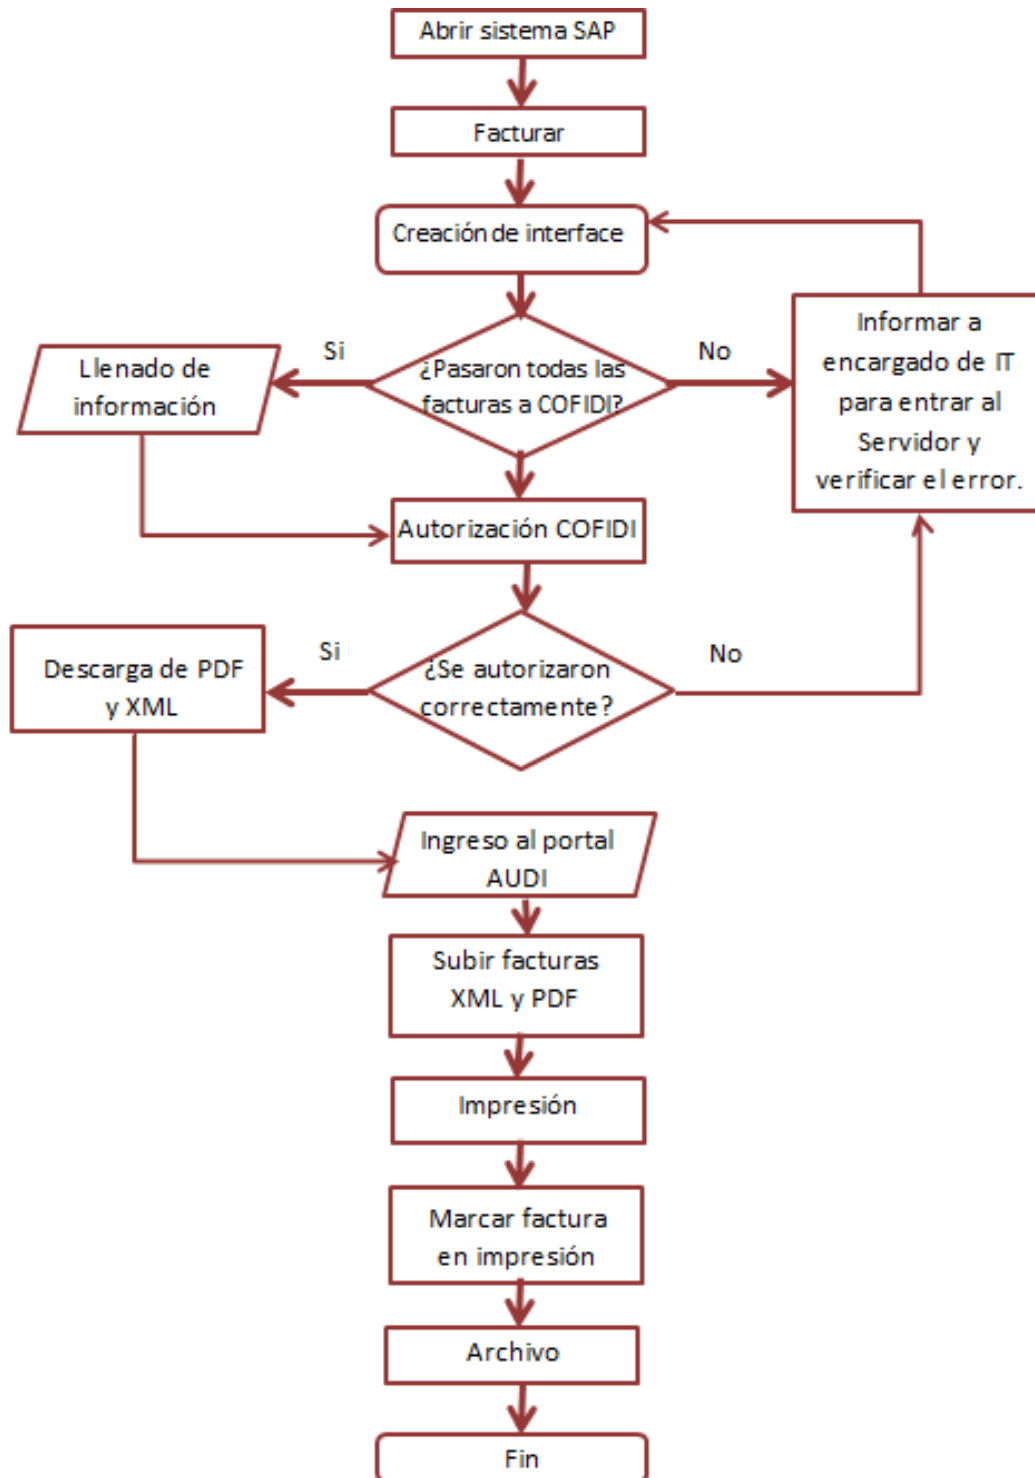 Abrir sistema SAP
Facturar
Creación de interface
Si
¿Pasaron todas las
facturas a COFIDI?
No
Llenado de
información
Informar a
encargado de IT
para entrar al
Servidor y
verificar el error.
Autorización COFIDI
Si
¿Se autorizaron
correctamente?
No
Descarga de PDF
y XML
Ingreso al portal
AUDI
Subir facturas
XML y PDF
Impresión
Marcar factura
en impresión
Archivo
Fin